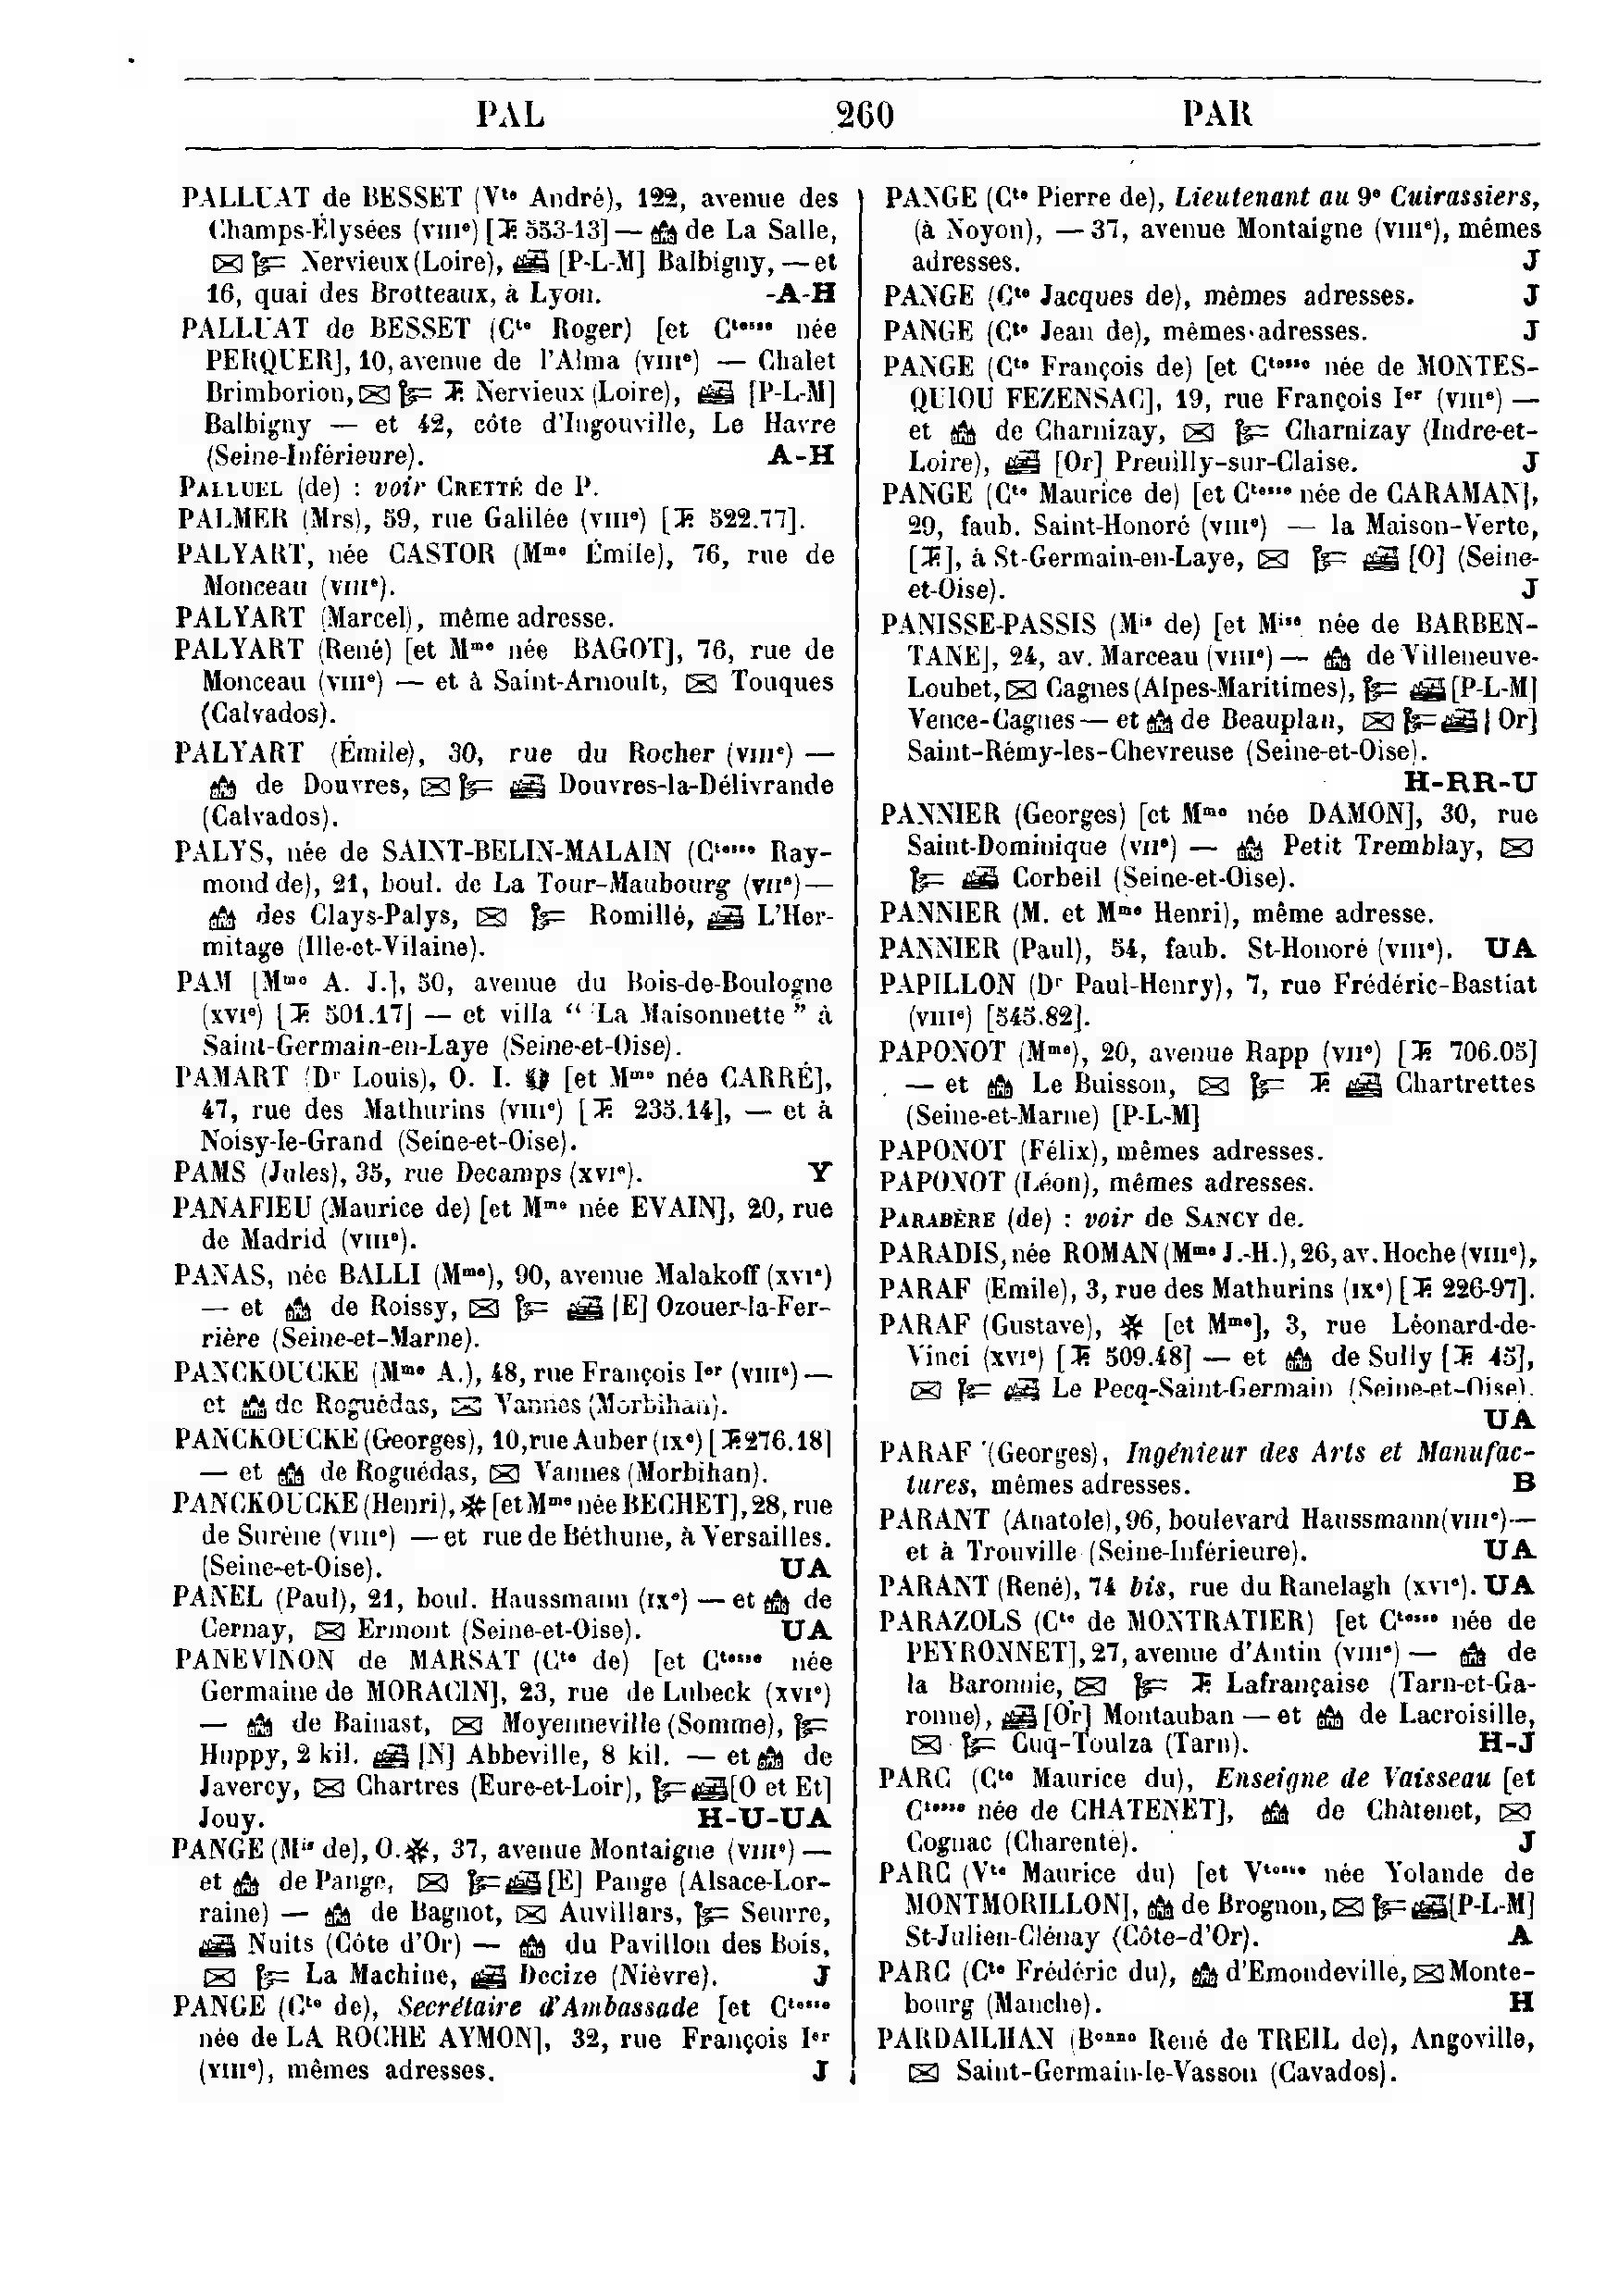 PAL 260 PAR
PALLUAT de BESSET (Vte André), 122, avenue des
Champs-Élysées (VIIIe) [T. 553-13] — de La Salle,
Nervieux (Loire), [P-L-M] Balbigny, — et
16, quai des Brotteaux, à Lyon. -A-H
PALLUAT de BESSET (Cte Roger) [et Ctesse née
PERQUER], 10, avenue de l'Alma (VIIIe) — Chalet
Brimborion, T. Nervieux (Loire), [P-L-M]
Balbigny — et 42, côte d'Ingouville, Le Havre
(Seine-Inférieure). A-H
PALLUEL (de) : voir CRETTÉ de P.
PALMER (Mrs), 59, rue Galilée (VIIIe) [T. 522.77].
PALYART, née CASTOR (Mme Émile), 76, rue de
Monceau (VIIIe).
PALYART (Marcel), même adresse.
PALYART (René) [et Mme née BAGOT], 76, rue de
Monceau (VIIIe) — et à Saint-Arnoult, Touques
(Calvados).
PALYART (Émile), 30, rue du Rocher (VIIIe) —
de Douvres, Douvres-la-Délivrande
(Calvados).
PALYS, née de SAINT-BELIN-MALAIN (Ctesse Ray-
mond de), 21, boul. de La Tour-Maubourg (VIIe) —
des Clays-Palys, Romillé, L'Her-
mitage (Ille-et-Vilaine).
PAM [Mme A. J.], 50, avenue du Bois-de-Boulogne
(XVIe) [T. 501.17] — et villa “ La Maisonnette ” à
Saint-Germain-en-Laye (Seine-et-Oise).
PAMART (Dr Louis), O. I. [et Mme née CARRÉ],
47, rue des Mathurins (VIIIe) [T. 235.14], — et à
Noisy-le-Grand (Seine-et-Oise).
PAMS (Jules), 35, rue Decamps (XVIe). Y
PANAFIEU (Maurice de) [et Mme née EVAIN], 20, rue
de Madrid (VIIIe).
PANAS, née BALLI (Mme), 90, avenue Malakoff (XVIe)
— et de Roissy, [E] Ozouer-la-Fer-
rière (Seine-et-Marne).
PANCKOUCKE (Mme A.), 48, rue François Ier (VIIIe) —
et de Roguédas, Vannes (Morbihan).
PANCKOUCKE (Georges), 10, rue Auber (IXe) [T. 276.18]
— et de Roguédas, Vannes (Morbihan).
PANCKOUCKE (Henri), ✻ [et Mme née BECHET], 28, rue
de Surène (VIIIe) — et rue de Béthune, à Versailles.
(Seine-et-Oise). UA
PANEL (Paul), 21, boul. Haussmann (IXe) — et de
Cernay, Ermont (Seine-et-Oise). UA
PANEVINON de MARSAT (Cte de) [et Ctesse née
Germaine de MORACIN], 23, rue de Lubeck (XVIe)
— de Bainast, Moyenneville (Somme),
Huppy, 2 kil. [N] Abbeville, 8 kil. — et de
Javercy, Chartres (Eure-et-Loir), [O et Et]
Jouy. H-U-UA
PANGE (Mis de), O. ✻, 37, avenue Montaigne (VIIIe) —
et de Pange, [E] Pange (Alsace-Lor-
raine) — de Bagnot, Auvillars, Seurre,
Nuits (Côte d'Or) — du Pavillon des Bois,
La Machine, Decize (Nièvre). J
PANGE (Cte de), Secrétaire d'Ambassade [et Ctesse
née de LA ROCHE AYMON], 32, rue François Ier
(VIIIe), mêmes adresses. J
PANGE (Cte Pierre de), Lieutenant au 9e Cuirassiers,
(à Noyon), — 37, avenue Montaigne (VIIIe), mêmes
adresses. J
PANGE (Cte Jacques de), mêmes adresses. J
PANGE (Cte Jean de), mêmes adresses. J
PANGE (Cte François de) [et Ctesse née de MONTES-
QUIOU FEZENSAC], 19, rue François Ier (VIIIe) —
et de Charnizay, Charnizay (Indre-et-
Loire), [Or] Preuilly-sur-Claise. J
PANGE (Cte Maurice de) [et Ctesse née de CARAMAN],
29, faub. Saint-Honoré (VIIIe) — la Maison-Verte,
[T.], à St-Germain-en-Laye, [O] (Seine-
et-Oise). J
PANISSE-PASSIS (Mis de) [et Mise née de BARBEN-
TANE], 24, av. Marceau (VIIIe) — de Villeneuve-
Loubet, Cagnes (Alpes-Maritimes), [P-L-M]
Vence-Cagnes — et de Beauplan, [Or]
Saint-Rémy-les-Chevreuse (Seine-et-Oise).
H-RR-U
PANNIER (Georges) [et Mme née DAMON], 30, rue
Saint-Dominique (VIIe) — Petit Tremblay,
Corbeil (Seine-et-Oise).
PANNIER (M. et Mme Henri), même adresse.
PANNIER (Paul), 54, faub. St-Honoré (VIIIe). UA
PAPILLON (Dr Paul-Henry), 7, rue Frédéric-Bastiat
(VIIIe) [545.82].
PAPONOT (Mme), 20, avenue Rapp (VIIe) [T. 706.05]
— et Le Buisson, T. Chartrettes
(Seine-et-Marne) [P-L-M]
PAPONOT (Félix), mêmes adresses.
PAPONOT (Léon), mêmes adresses.
PARABÈRE (de) : voir de SANCY de.
PARADIS, née ROMAN (Mme J.-H.), 26, av. Hoche (VIIIe),
PARAF (Emile), 3, rue des Mathurins (IXe) [T. 226-97].
PARAF (Gustave), ✻ [et Mme], 3, rue Léonard-de-
Vinci (XVIe) [T. 509.48] — et de Sully [T. 45],
Le Pecq-Saint-Germain (Seine-et-Oise).
UA
PARAF (Georges), Ingénieur des Arts et Manufac-
tures, mêmes adresses. B
PARANT (Anatole), 96, boulevard Haussmann (VIIIe) —
et à Trouville (Seine-Inférieure). UA
PARANT (René), 74 bis, rue du Ranelagh (XVIe). UA
PARAZOLS (Cte de MONTRATIER) [et Ctesse née de
PEYRONNET], 27, avenue d'Antin (VIIIe) — de
la Baronnie, T. Lafrançaise (Tarn-et-Ga-
ronne), [Or] Montauban — et de Lacroisille,
Cuq-Toulza (Tarn). H-J
PARC (Cte Maurice du), Enseigne de Vaisseau [et
Ctesse née de CHATENET], de Châtenet,
Cognac (Charente). J
PARC (Vte Maurice du) [et Vtesse née Yolande de
MONTMORILLON], de Brognon, [P-L-M]
St-Julien-Clénay (Côte-d'Or). A
PARC (Cte Frédéric du), d'Emondeville, Monte-
bourg (Manche). H
PARDAILHAN (Bonne René de TREIL de), Angoville,
Saint-Germain-le-Vasson (Cavados).